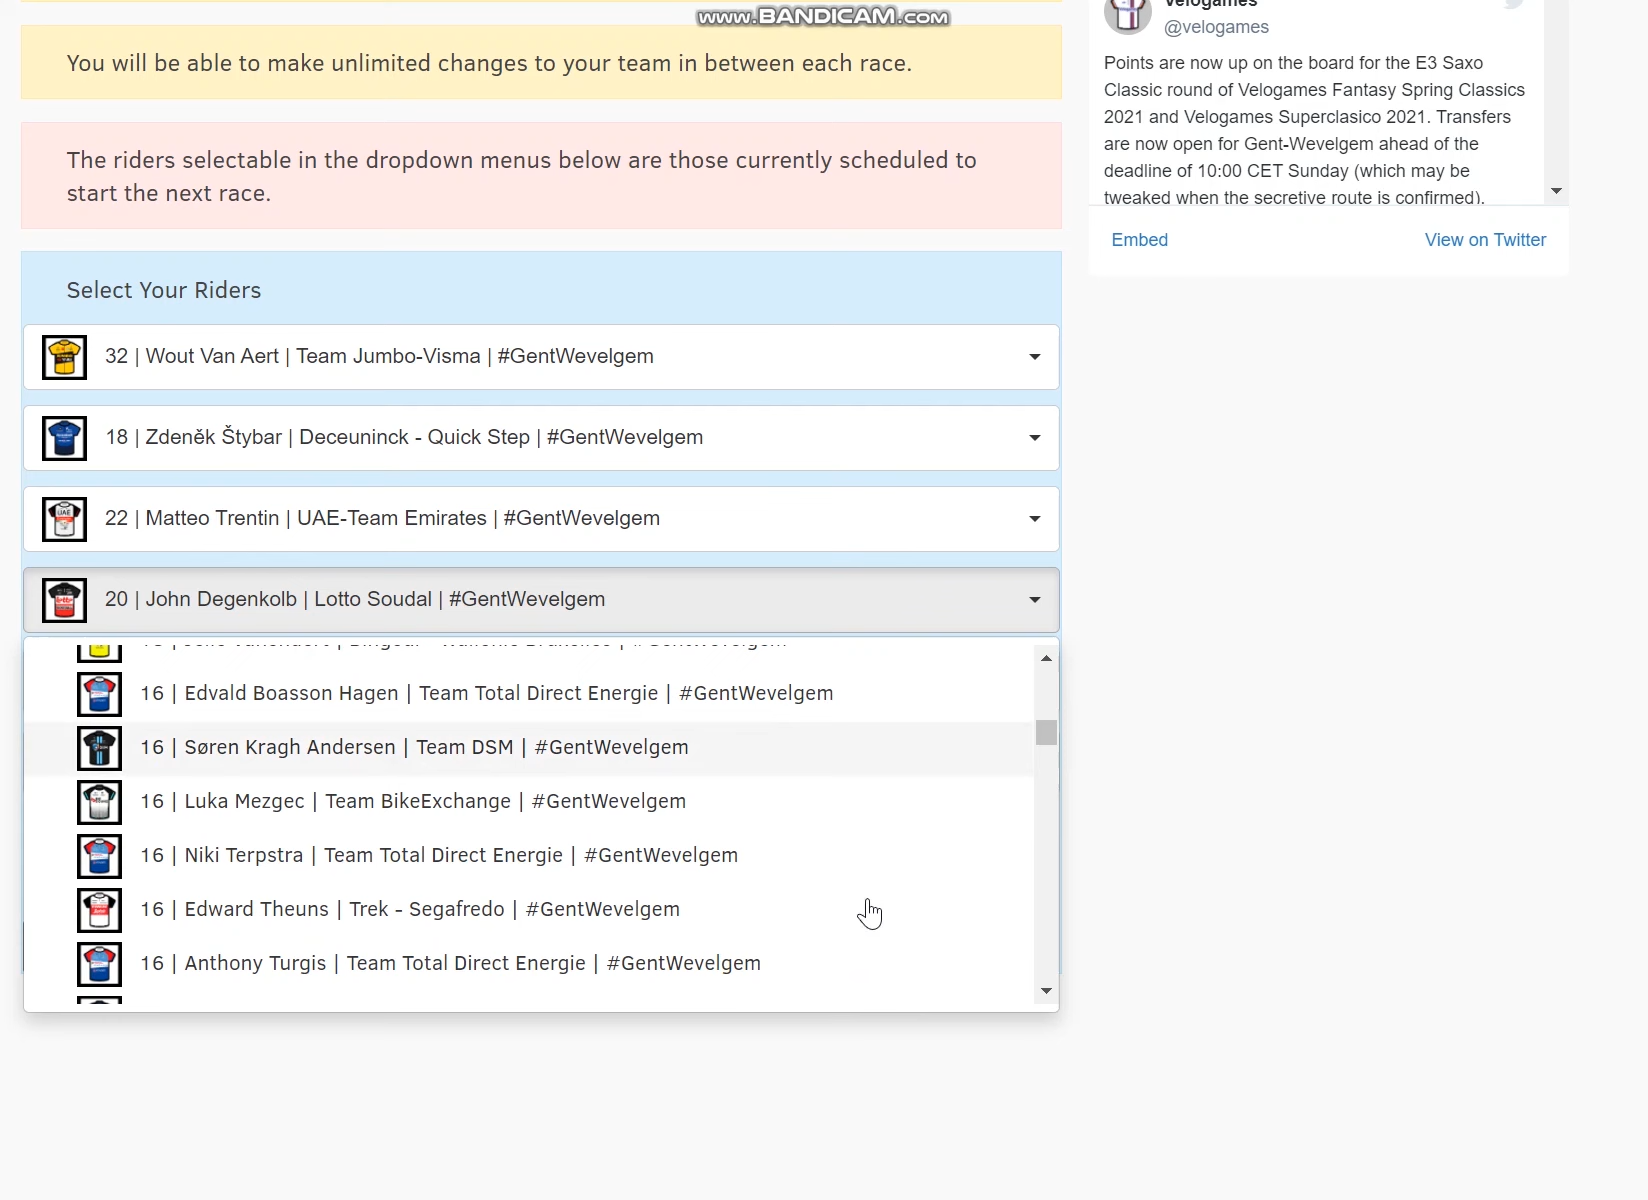 www.BANDICAM.com
You will be able to make unlimited changes to your team in between each race.
The riders selectable in the dropdown menus below are those currently scheduled to
start the next race.
Select Your Riders
32 | Wout Van Aert | Team Jumbo-Visma | #GentWevelgem
18 | Zdeněk Štybar | Deceuninck - Quick Step | #GentWevelgem
22 | Matteo Trentin | UAE-Team Emirates | #GentWevelgem
20 | John Degenkolb | Lotto Soudal | #GentWevelgem
16 | Edvald Boasson Hagen | Team Total Direct Energie | #GentWevelgem
16 | Søren Kragh Andersen | Team DSM | #GentWevelgem
16 | Luka Mezgec | Team BikeExchange | #GentWevelgem
16 | Niki Terpstra | Team Total Direct Energie | #GentWevelgem
16 | Edward Theuns | Trek - Segafredo | #GentWevelgem
16 | Anthony Turgis | Team Total Direct Energie | #GentWevelgem
Velogames
@velogames
Points are now up on the board for the E3 Saxo
Classic round of Velogames Fantasy Spring Classics
2021 and Velogames Superclasico 2021. Transfers
are now open for Gent-Wevelgem ahead of the
deadline of 10:00 CET Sunday (which may be
tweaked when the secretive route is confirmed).
Embed
View on Twitter